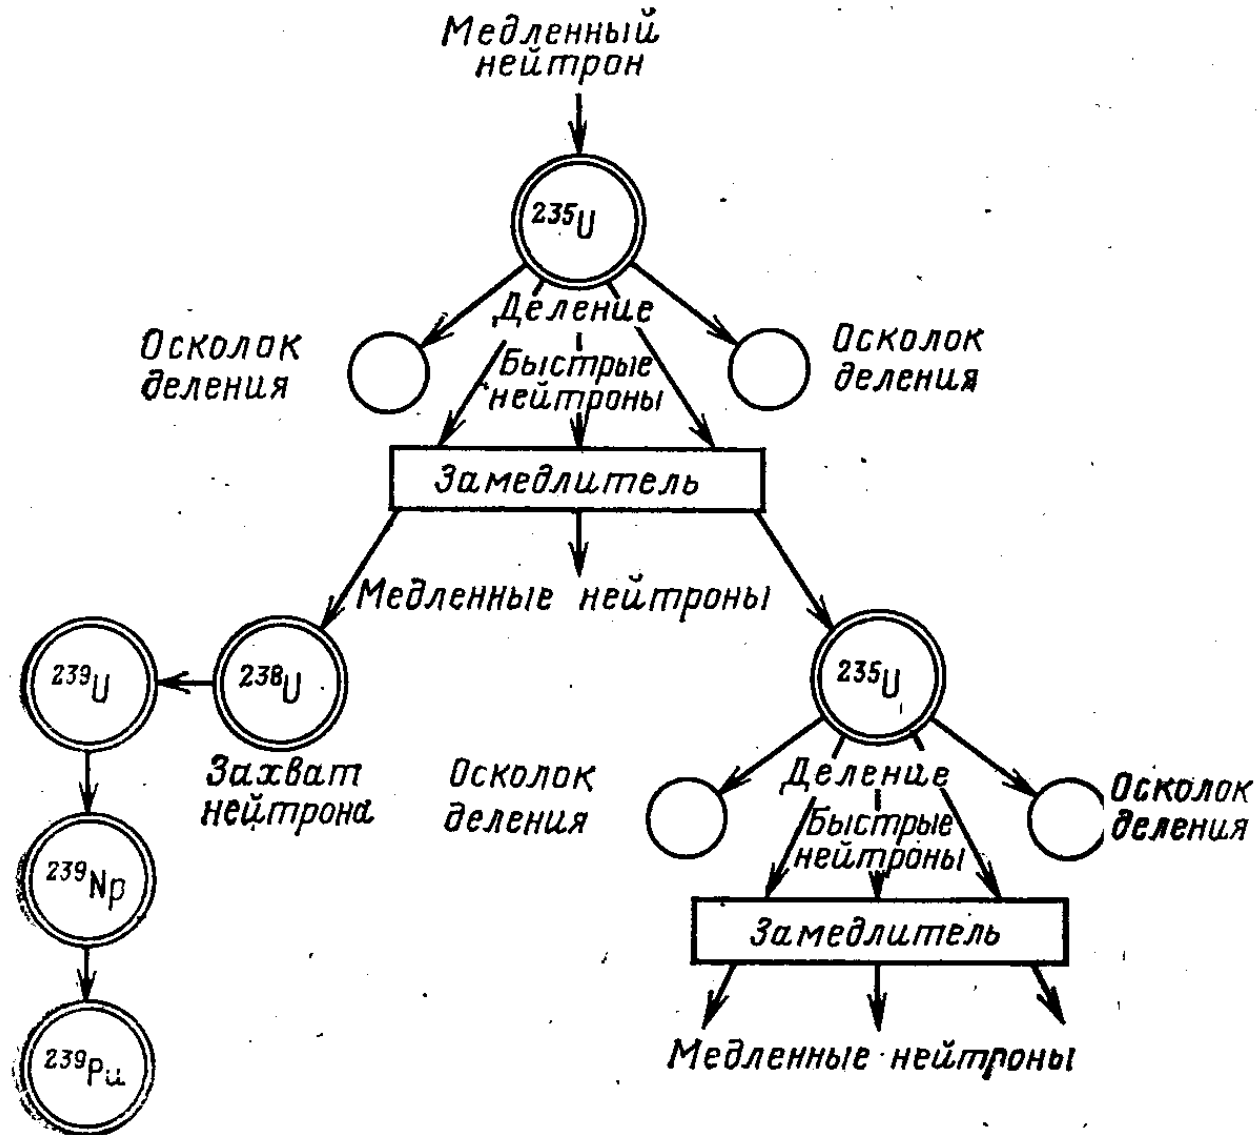 Медленный
нейтрон
²³⁵U
Деление
Осколок
деления
Быстрые
нейтроны
Осколок
деления
Замедлитель
Медленные нейтроны
²³⁹U
²³⁸U
²³⁵U
Захват
нейтрона
Осколок
деления
Деление
Быстрые
нейтроны
Осколок
деления
²³⁹Np
Замедлитель
Медленные нейтроны
²³⁹Pu